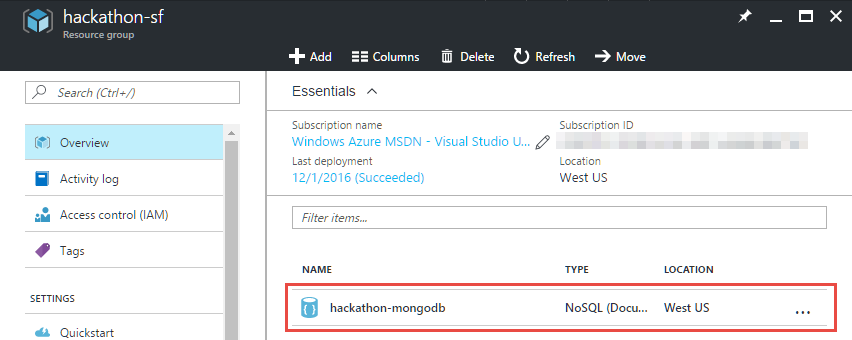 hackathon-sf
Resource group
Add Columns Delete Refresh Move
Search (Ctrl+/)
Overview
Activity log
Access control (IAM)
Tags
SETTINGS
Quickstart
Essentials
Subscription name Subscription ID
Windows Azure MSDN - Visual Studio U...
Last deployment Location
12/1/2016 (Succeeded) West US
Filter items...
NAME TYPE LOCATION
hackathon-mongodb NoSQL (Docu... West US ...